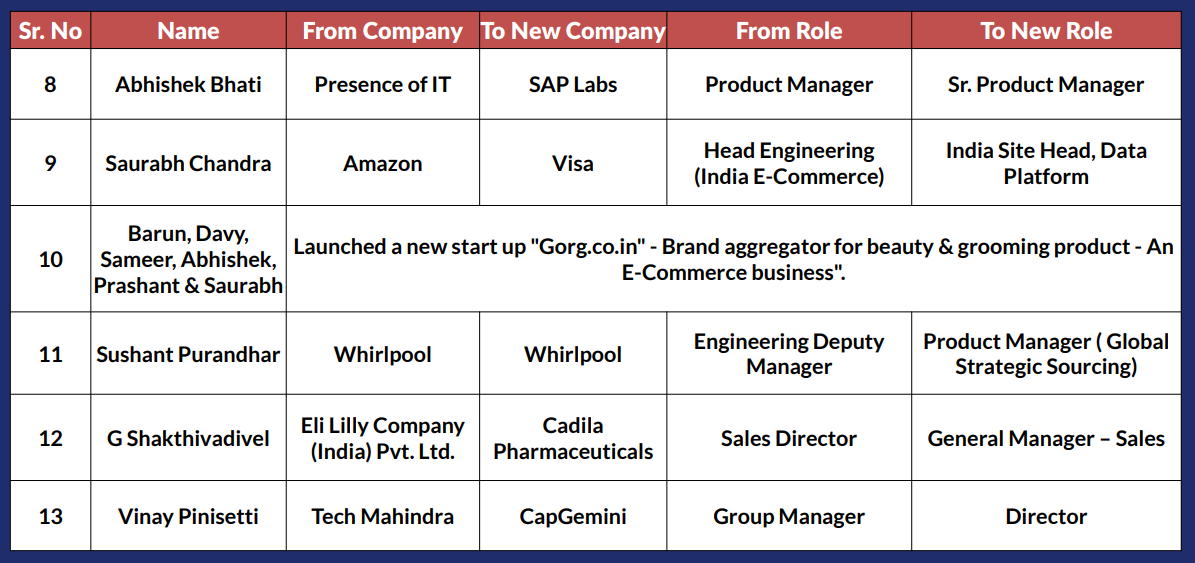 Sr. No Name From Company To New Company From Role To New Role
8 Abhishek Bhati Presence of IT SAP Labs Product Manager Sr. Product Manager
9 Saurabh Chandra Amazon Visa Head Engineering
(India E-Commerce) India Site Head, Data
Platform
10 Barun, Davy,
Sameer, Abhishek,
Prashant & Saurabh Launched a new start up "Gorg.co.in" - Brand aggregator for beauty & grooming product - An
E-Commerce business".
11 Sushant Purandhar Whirlpool Whirlpool Engineering Deputy
Manager Product Manager ( Global
Strategic Sourcing)
12 G Shakthivadivel Eli Lilly Company
(India) Pvt. Ltd. Cadila
Pharmaceuticals Sales Director General Manager – Sales
13 Vinay Pinisetti Tech Mahindra CapGemini Group Manager Director